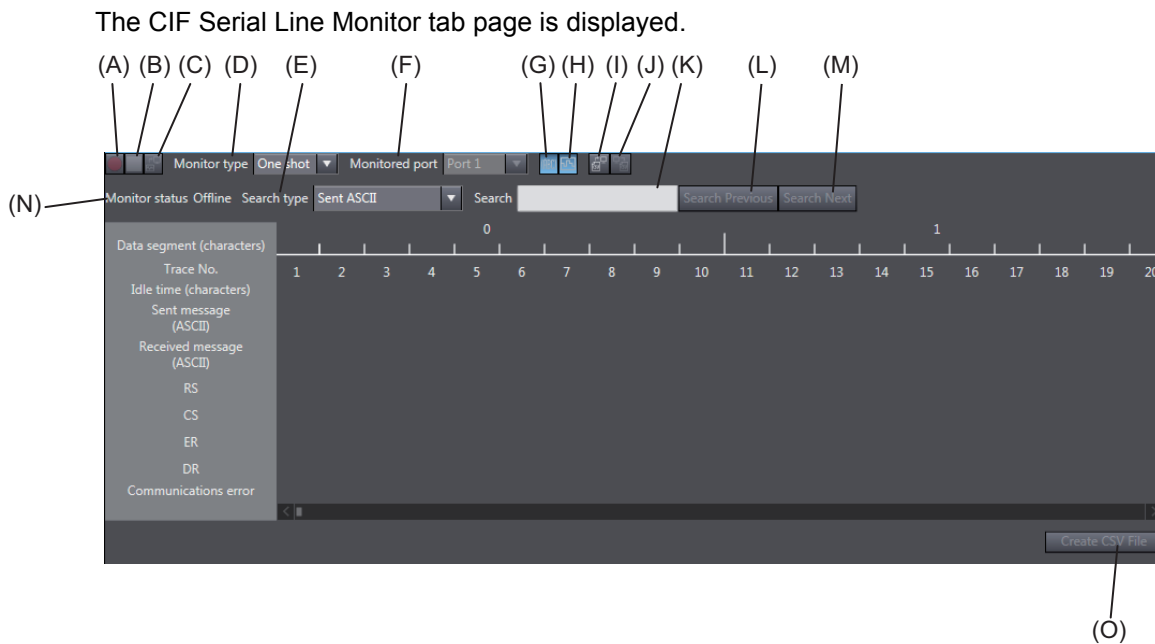 The CIF Serial Line Monitor tab page is displayed.
(A) (B) (C) (D) (E) (F) (G) (H) (I) (J) (K) (L) (M)
Monitor type One shot Monitored port Port 1
(N) Monitor status Offline Search type Sent ASCII Search Search Previous Search Next
Data segment (characters) 0 1
Trace No. 1 2 3 4 5 6 7 8 9 10 11 12 13 14 15 16 17 18 19 20
Idle time (characters)
Sent message
(ASCII)
Received message
(ASCII)
RS
CS
ER
DR
Communications error
Create CSV File
(O)